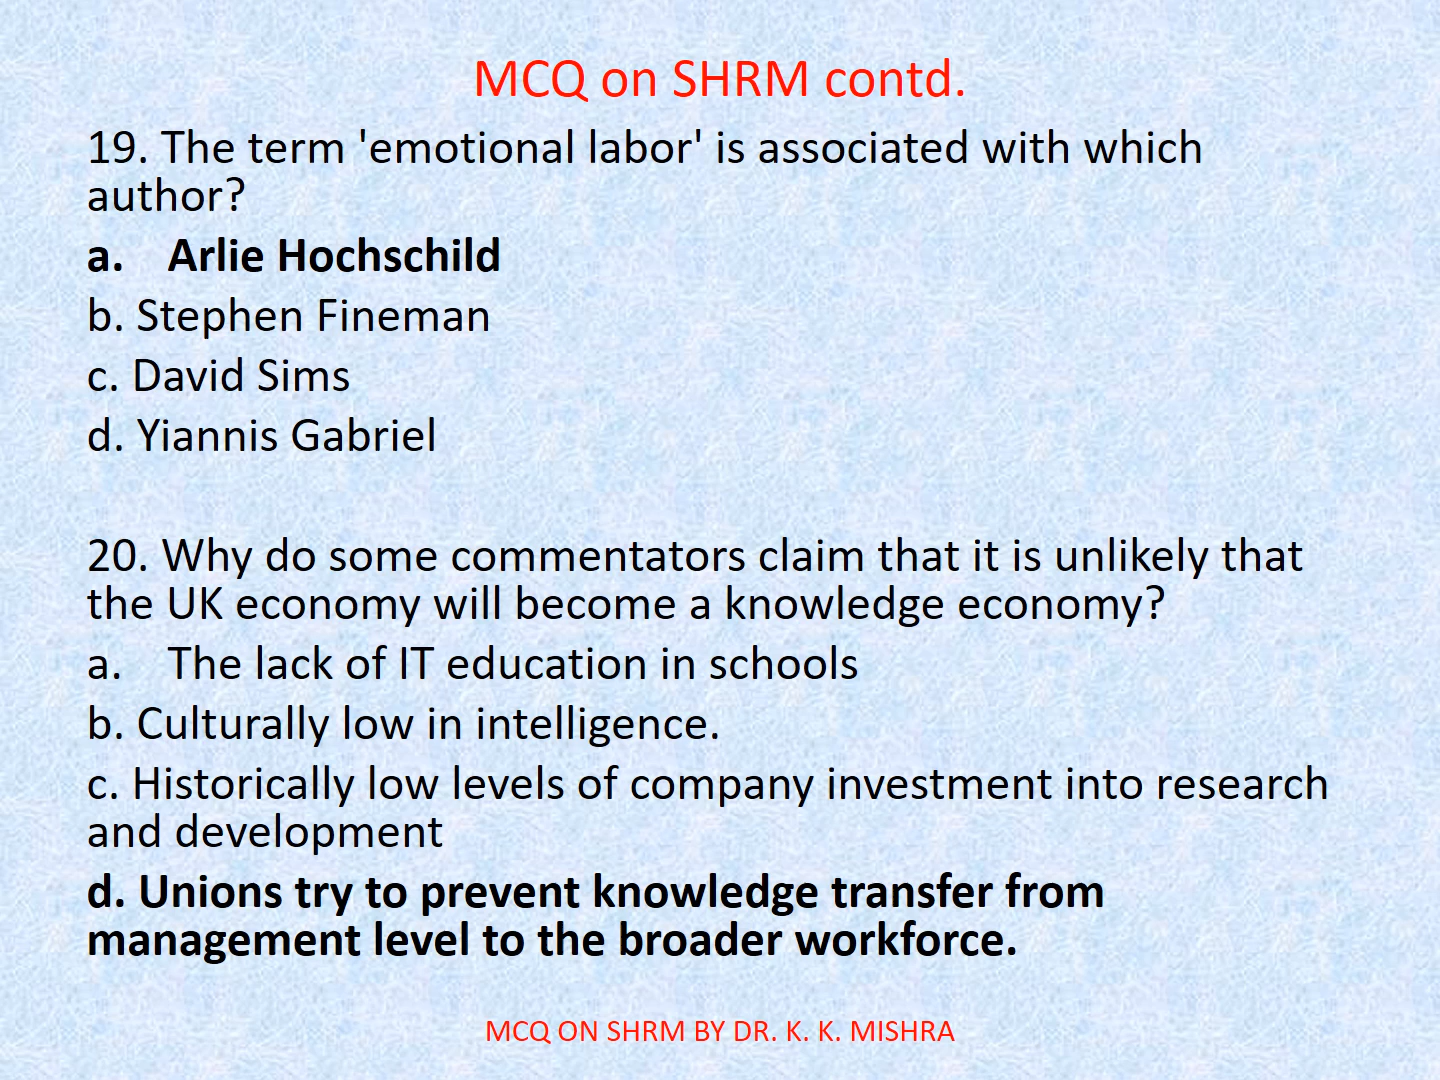 MCQ on SHRM contd.
19. The term 'emotional labor' is associated with which
author?
a. Arlie Hochschild
b. Stephen Fineman
c. David Sims
d. Yiannis Gabriel
20. Why do some commentators claim that it is unlikely that
the UK economy will become a knowledge economy?
a. The lack of IT education in schools
b. Culturally low in intelligence.
c. Historically low levels of company investment into research
and development
d. Unions try to prevent knowledge transfer from
management level to the broader workforce.
MCQ ON SHRM BY DR. K. K. MISHRA